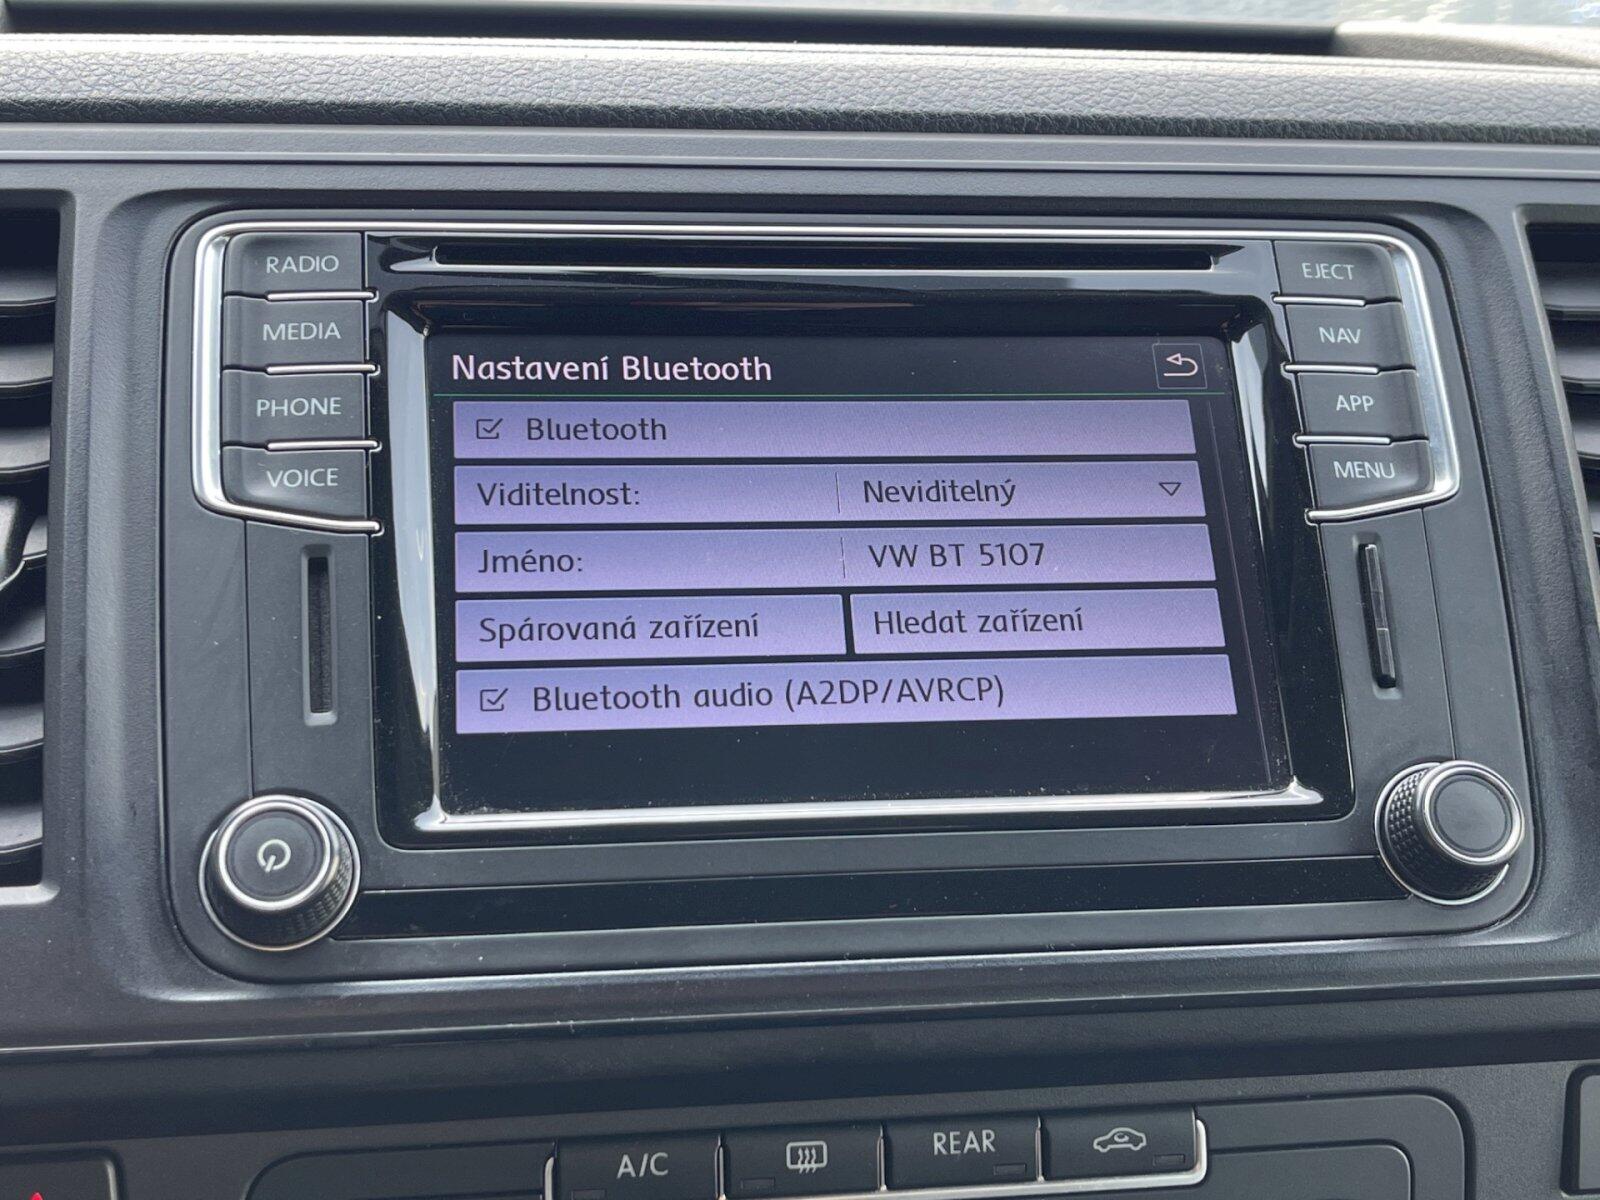 RADIO
EJECT
MEDIA
NAV
Nastavení Bluetooth
PHONE
APP
Bluetooth
VOICE
MENU
Viditelnost: Neviditelný
Jméno: VW BT 5107
Spárovaná zařízení Hledat zařízení
Bluetooth audio (A2DP/AVRCP)
A/C
REAR